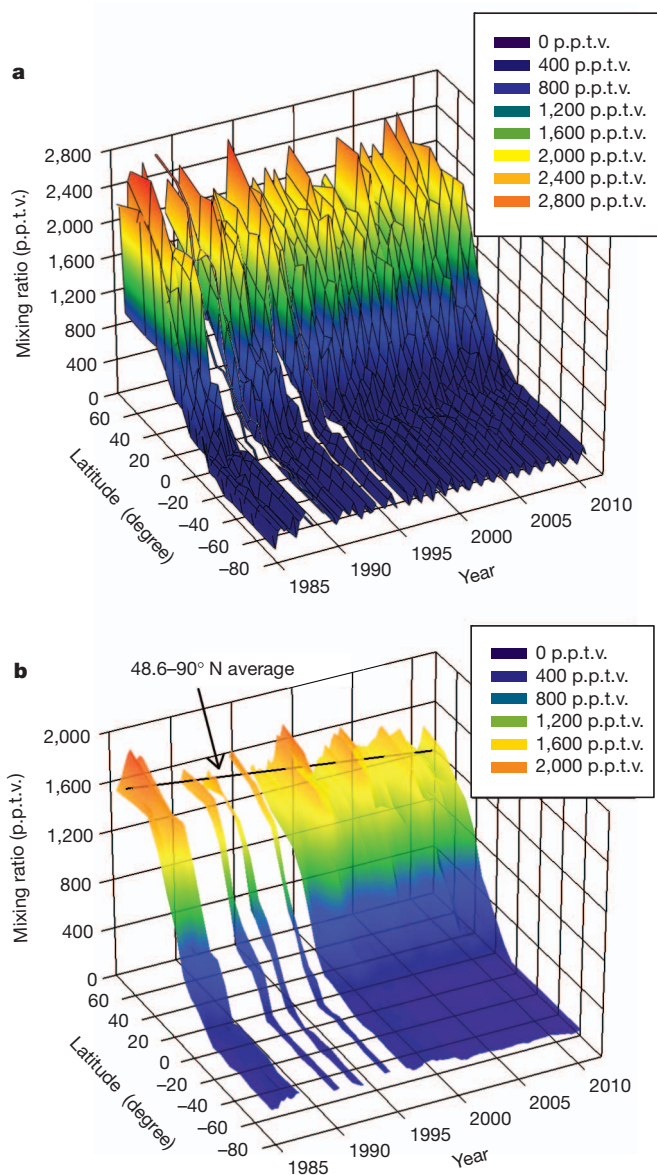 a
0 p.p.t.v.
400 p.p.t.v.
800 p.p.t.v.
1,200 p.p.t.v.
1,600 p.p.t.v.
2,000 p.p.t.v.
2,400 p.p.t.v.
2,800 p.p.t.v.
Mixing ratio (p.p.t.v.)
2,800
2,400
2,000
1,600
1,200
800
400
0
Latitude (degree)
60
40
20
0
−20
−40
−60
−80
1985
1990
1995
2000
2005
2010
Year
b
48.6–90° N average
0 p.p.t.v.
400 p.p.t.v.
800 p.p.t.v.
1,200 p.p.t.v.
1,600 p.p.t.v.
2,000 p.p.t.v.
Mixing ratio (p.p.t.v.)
2,000
1,600
1,200
800
400
0
Latitude (degree)
60
40
20
0
−20
−40
−60
−80
1985
1990
1995
2000
2005
2010
Year